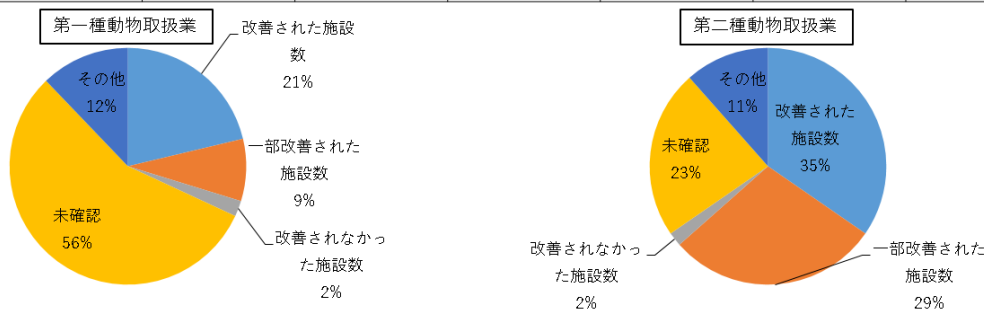 第一種動物取扱業
改善された施設
数
21%
一部改善された
施設数
9%
改善されなかっ
た施設数
2%
未確認
56%
その他
12%
第二種動物取扱業
改善された
施設数
35%
一部改善された
施設数
29%
改善されなかっ
た施設数
2%
未確認
23%
その他
11%